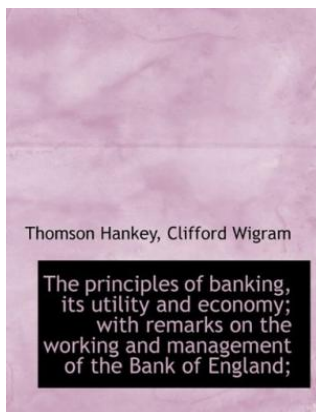 Thomson Hankey, Clifford Wigram
The principles of banking,
its utility and economy;
with remarks on the
working and management
of the Bank of England;